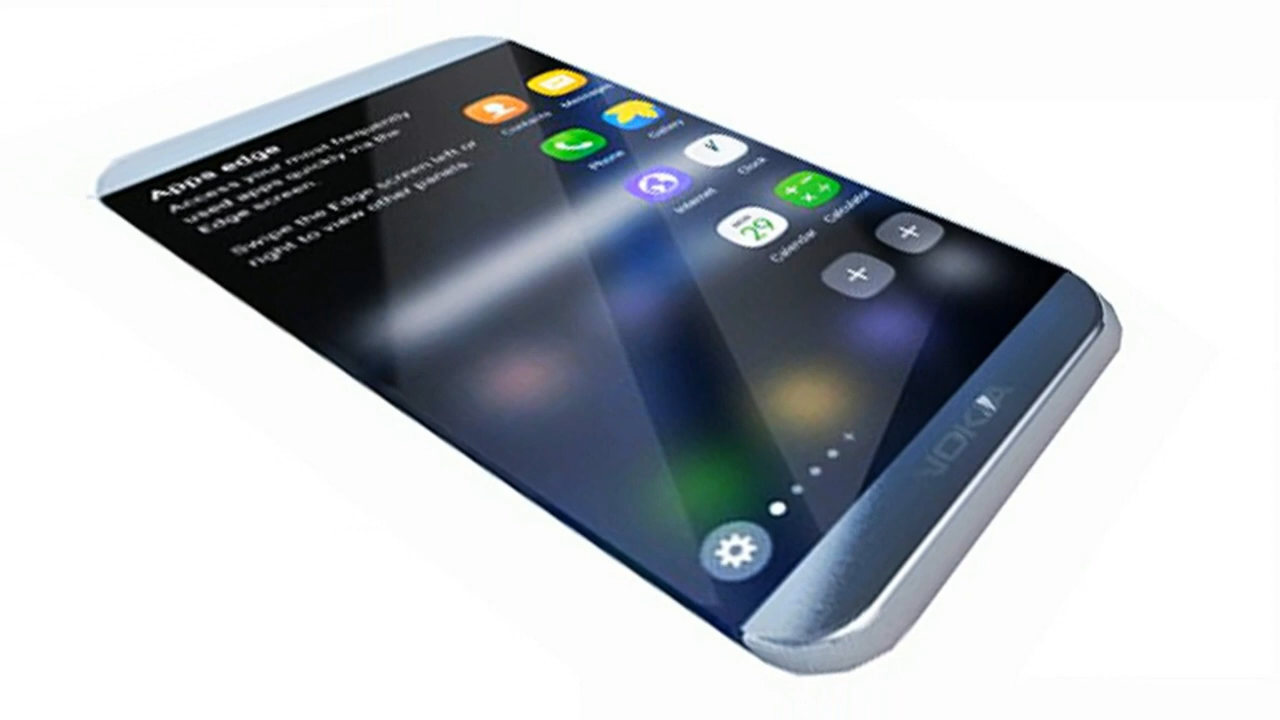 Apps edge
Access your most frequently
used apps quickly via the
Edge screen.
Swipe the Edge screen left or
right to view other panels.
Messages
Contacts
Gallery
Phone
Clock
Internet
Calculator
MON
29
Calendar
NOKIA